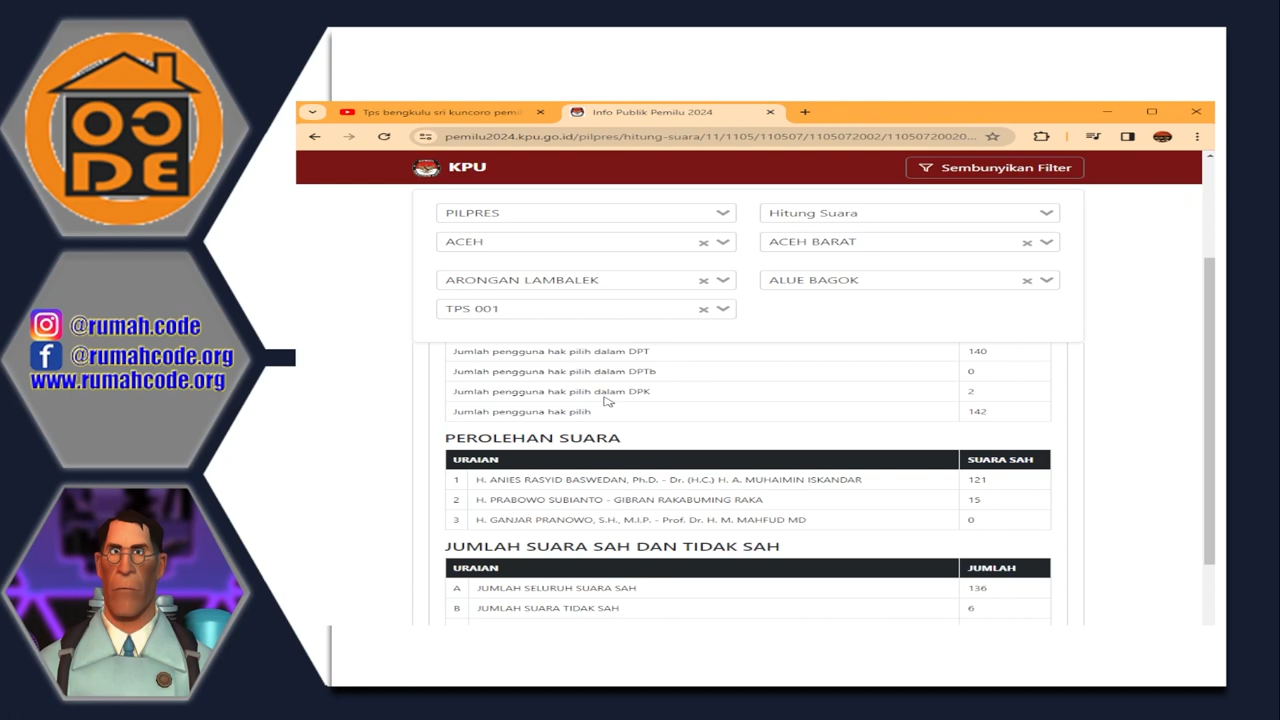 OC
DE
@rumah.code
@rumahcode.org
www.rumahcode.org
Tps bengkulu sri kuncoro pemi
Info Publik Pemilu 2024
pemilu2024.kpu.go.id/pilpres/hitung-suara/11/1105/110507/1105072002/11050720020...
KPU
Sembunyikan Filter
PILPRES
Hitung Suara
ACEH
ACEH BARAT
ARONGAN LAMBALEK
ALUE BAGOK
TPS 001
Jumlah pengguna hak pilih dalam DPT 140
Jumlah pengguna hak pilih dalam DPTb 0
Jumlah pengguna hak pilih dalam DPK 2
Jumlah pengguna hak pilih 142
PEROLEHAN SUARA
URAIAN SUARA SAH
1 H. ANIES RASYID BASWEDAN, Ph.D. - Dr. (H.C.) H. A. MUHAIMIN ISKANDAR 121
2 H. PRABOWO SUBIANTO - GIBRAN RAKABUMING RAKA 15
3 H. GANJAR PRANOWO, S.H., M.I.P. - Prof. Dr. H. M. MAHFUD MD 0
JUMLAH SUARA SAH DAN TIDAK SAH
URAIAN JUMLAH
A JUMLAH SELURUH SUARA SAH 136
B JUMLAH SUARA TIDAK SAH 6